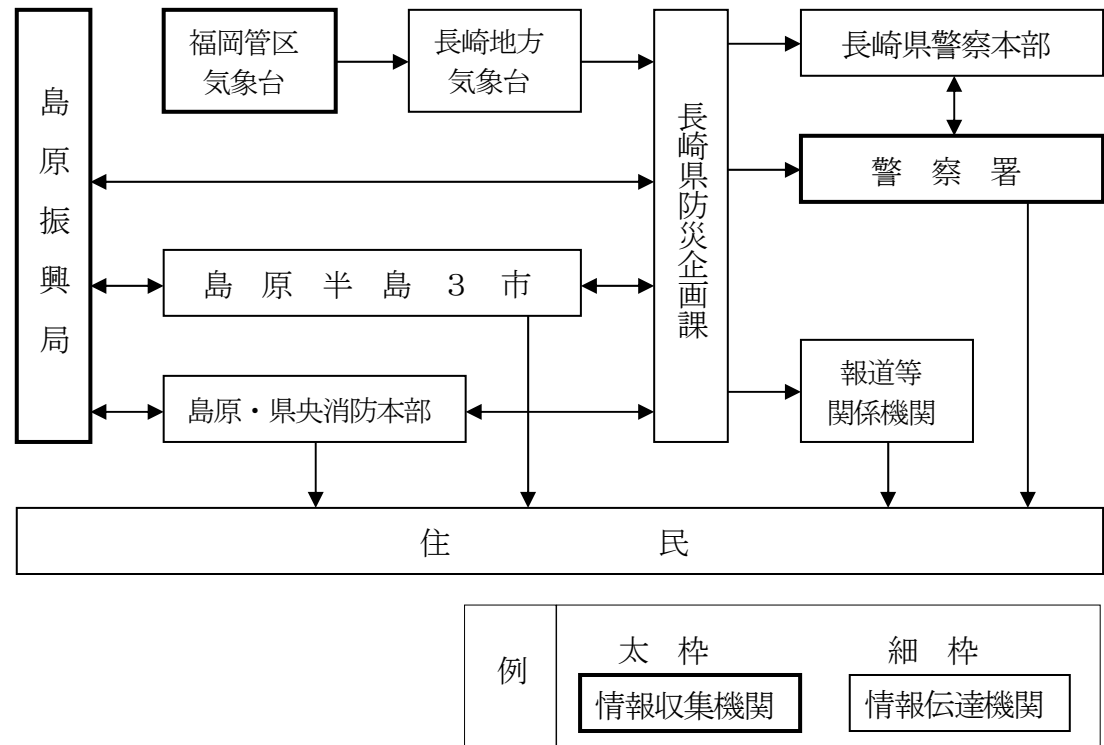 福岡管区
気象台
長崎地方
気象台
長崎県警察本部
島原振興局
長崎県防災企画課
警察署
島原半島３市
報道等
関係機関
島原・県央消防本部
住民
例
太枠
細枠
情報収集機関
情報伝達機関